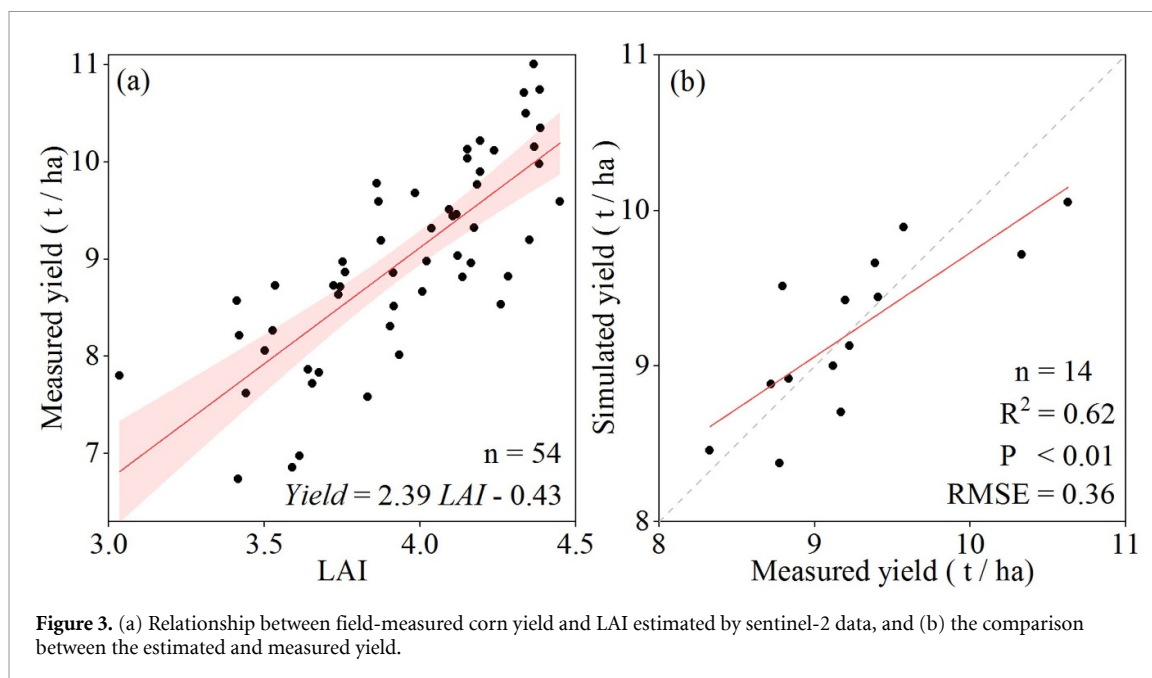 (a)
Measured yield ( t / ha)
11
10
9
8
7
n = 54
Yield = 2.39 LAI - 0.43
3.0 3.5 4.0 4.5
LAI
(b)
Simulated yield ( t / ha )
11
10
9
8
n = 14
R² = 0.62
P < 0.01
RMSE = 0.36
8 9 10 11
Measured yield ( t / ha)
Figure 3. (a) Relationship between field-measured corn yield and LAI estimated by sentinel-2 data, and (b) the comparison
between the estimated and measured yield.